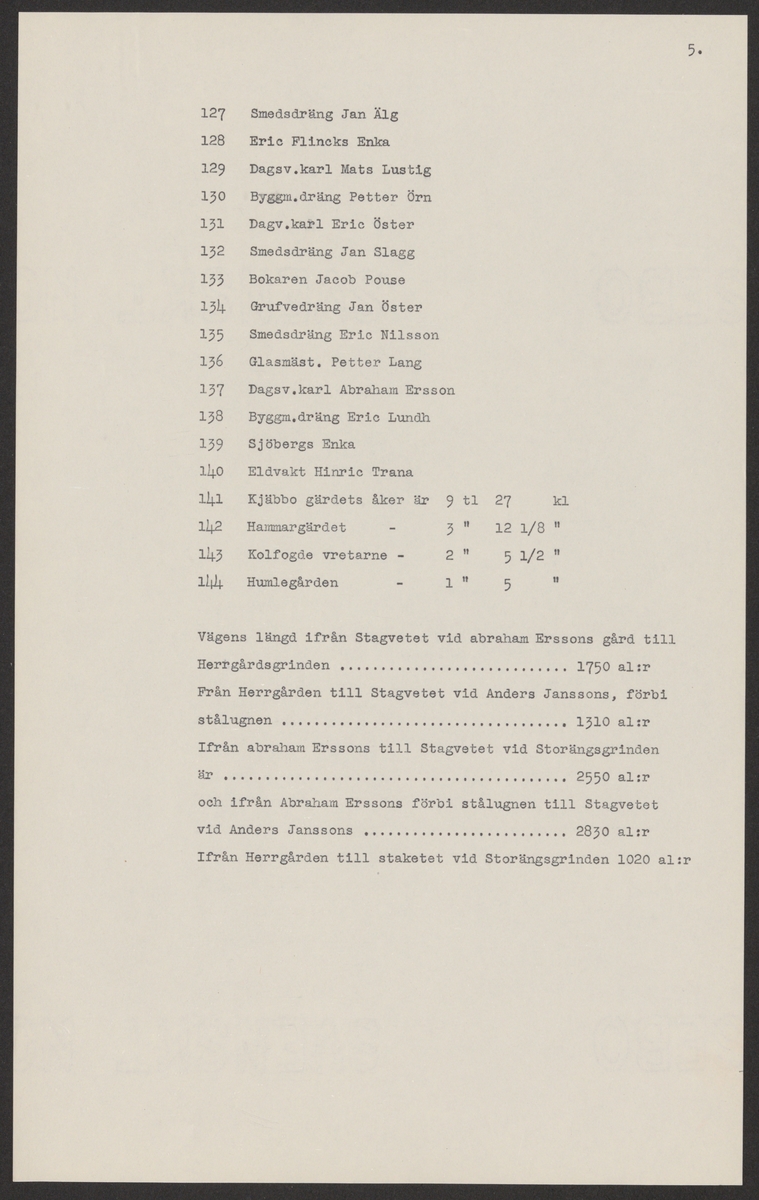 5.
127 Smedsdräng Jan Älg
128 Eric Flincks Enka
129 Dagsv.karl Mats Lustig
130 Byggm.dräng Petter Örn
131 Dagv.karl Eric Öster
132 Smedsdräng Jan Slagg
133 Bokaren Jacob Pouse
134 Grufvedräng Jan Öster
135 Smedsdräng Eric Nilsson
136 Glasmäst. Petter Lang
137 Dagsv.karl Abraham Ersson
138 Byggm.dräng Eric Lundh
139 Sjöbergs Enka
140 Eldvakt Hinric Trana
141 Kjäbbo gärdets åker är 9 tl 27 kl
142 Hammargärdet - 3 " 12 1/8 "
143 Kolfogde vretarne - 2 " 5 1/2 "
144 Humlegården - 1 " 5 "
Vägens längd ifrån Stagvetet vid abraham Erssons gård till
Herrgårdsgrinden ............................ 1750 al:r
Från Herrgården till Stagvetet vid Anders Janssons, förbi
stålugnen ................................... 1310 al:r
Ifrån abraham Erssons till Stagvetet vid Storängsgrinden
är .......................................... 2550 al:r
och ifrån Abraham Erssons förbi stålugnen till Stagvetet
vid Anders Janssons ......................... 2830 al:r
Ifrån Herrgården till staketet vid Storängsgrinden 1020 al:r